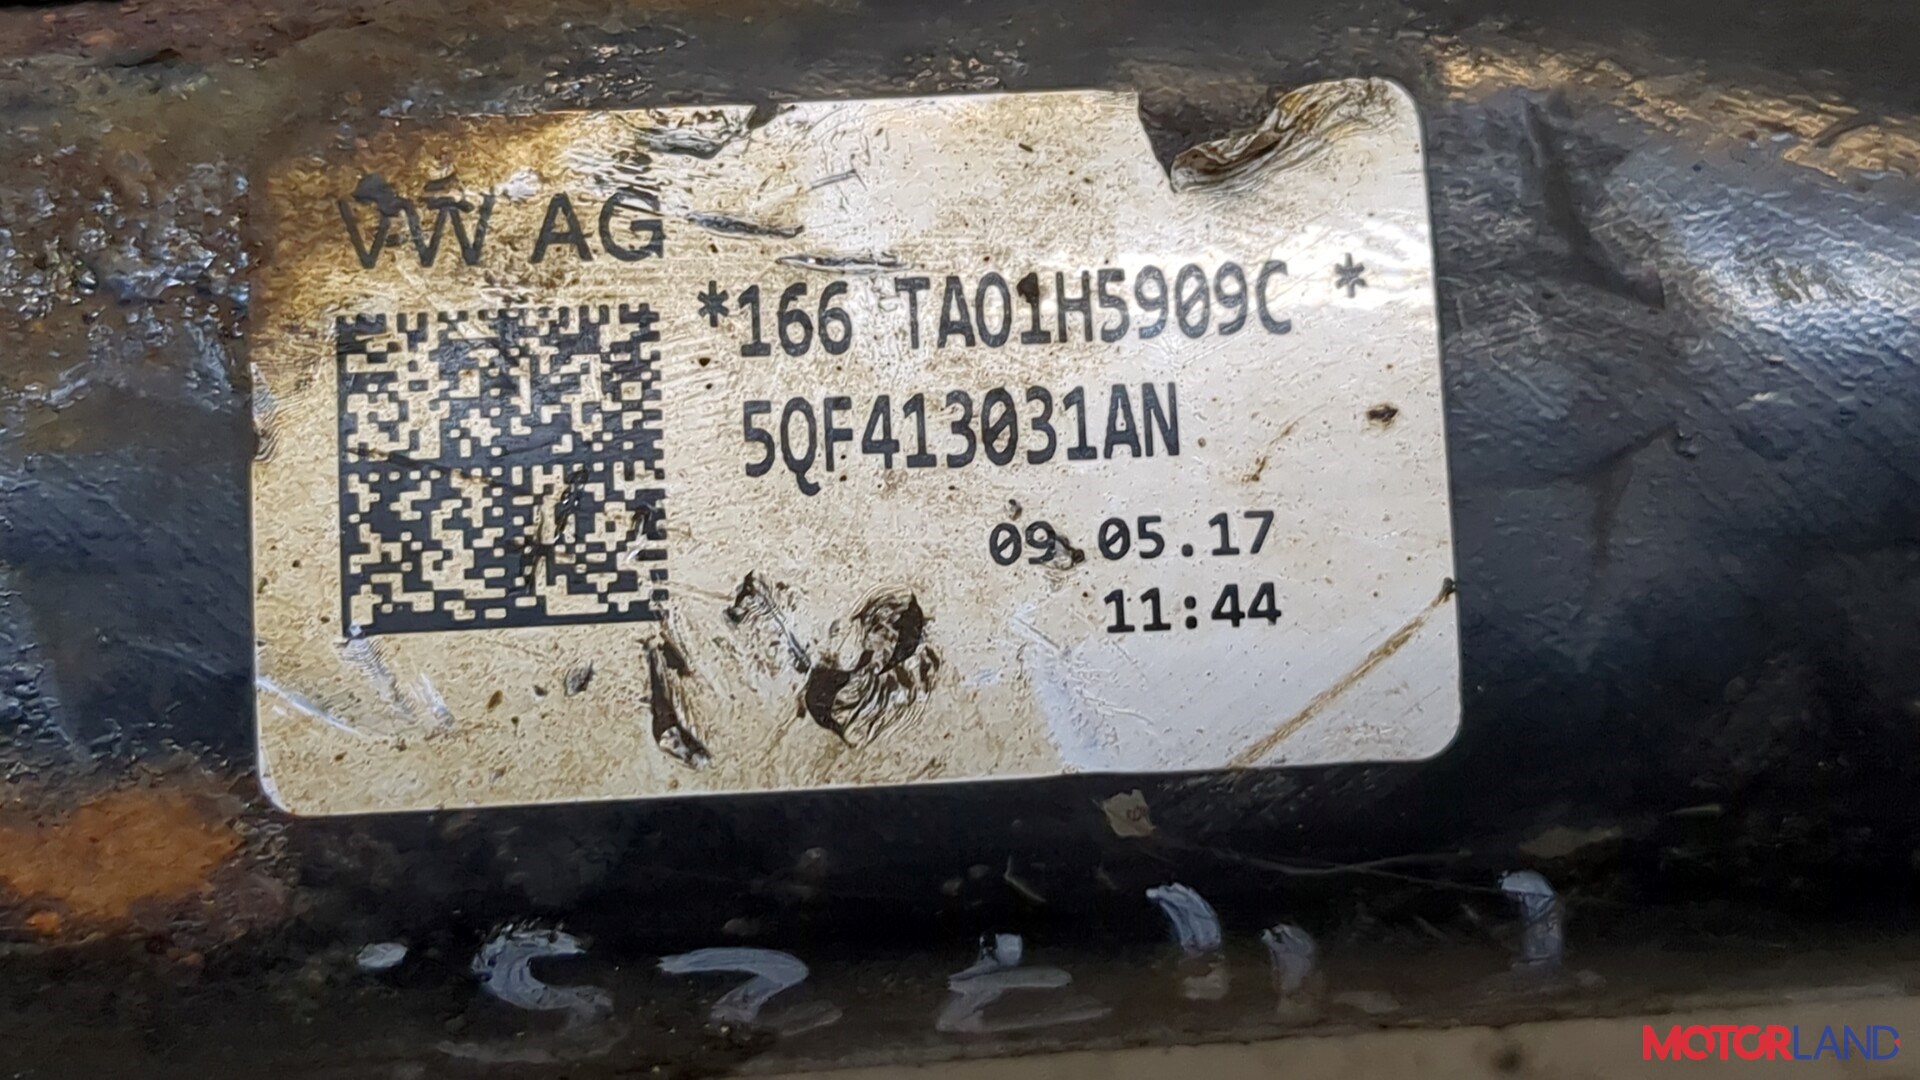 VW AG
*166 TA01H5909C *
5QF413031AN
09.05.17
11:44
MOTORLAND